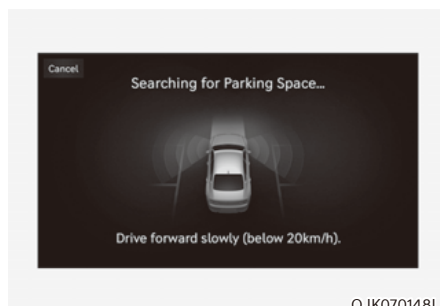 Cancel
Searching for Parking Space...
Drive forward slowly (below 20km/h).
OJK070148L